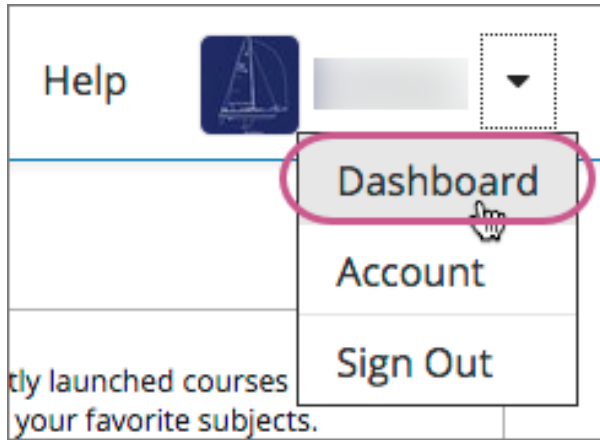 Help
Dashboard
Account
Sign Out
tly launched courses
your favorite subjects.